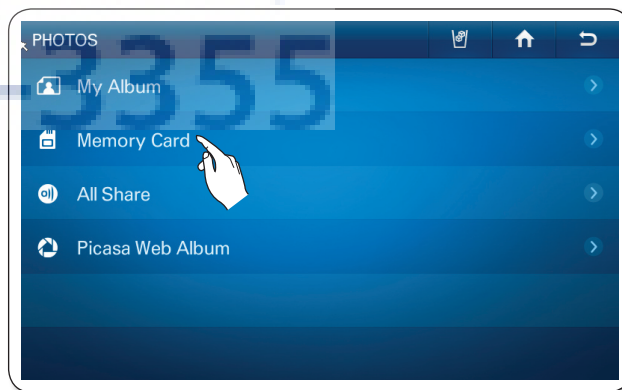 PHOTOS
-3355
My Album
Memory Card
All Share
Picasa Web Album